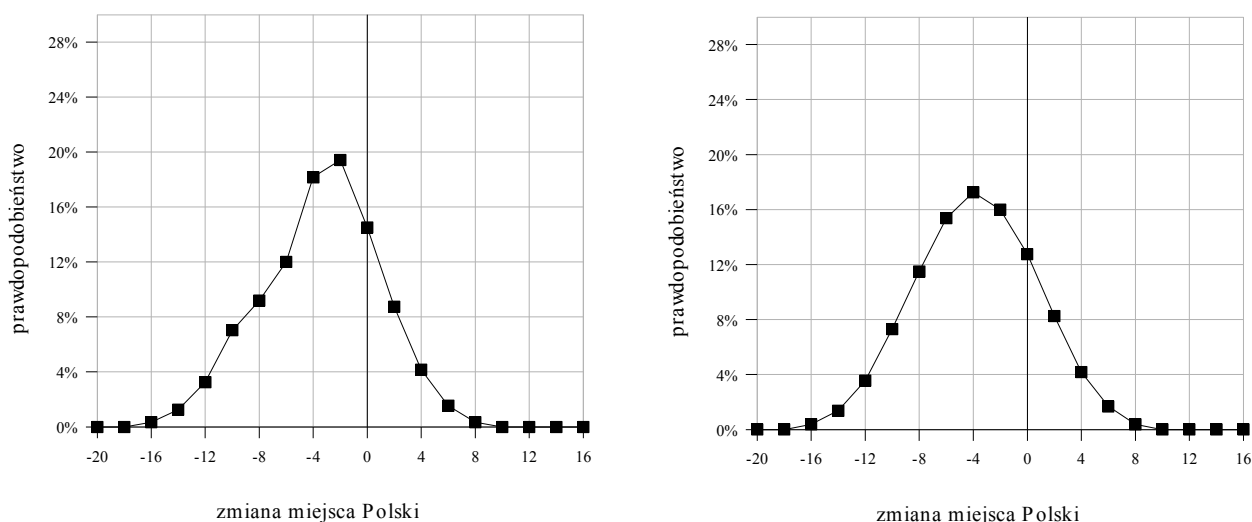 28%
24%
20%
16%
12%
8%
4%
0%
-20 -16 -12 -8 -4 0 4 8 12 16
prawdopodobieństwo
zmiana miejsca Polski
28%
24%
20%
16%
12%
8%
4%
0%
-20 -16 -12 -8 -4 0 4 8 12 16
prawdopodobieństwo
zmiana miejsca Polski